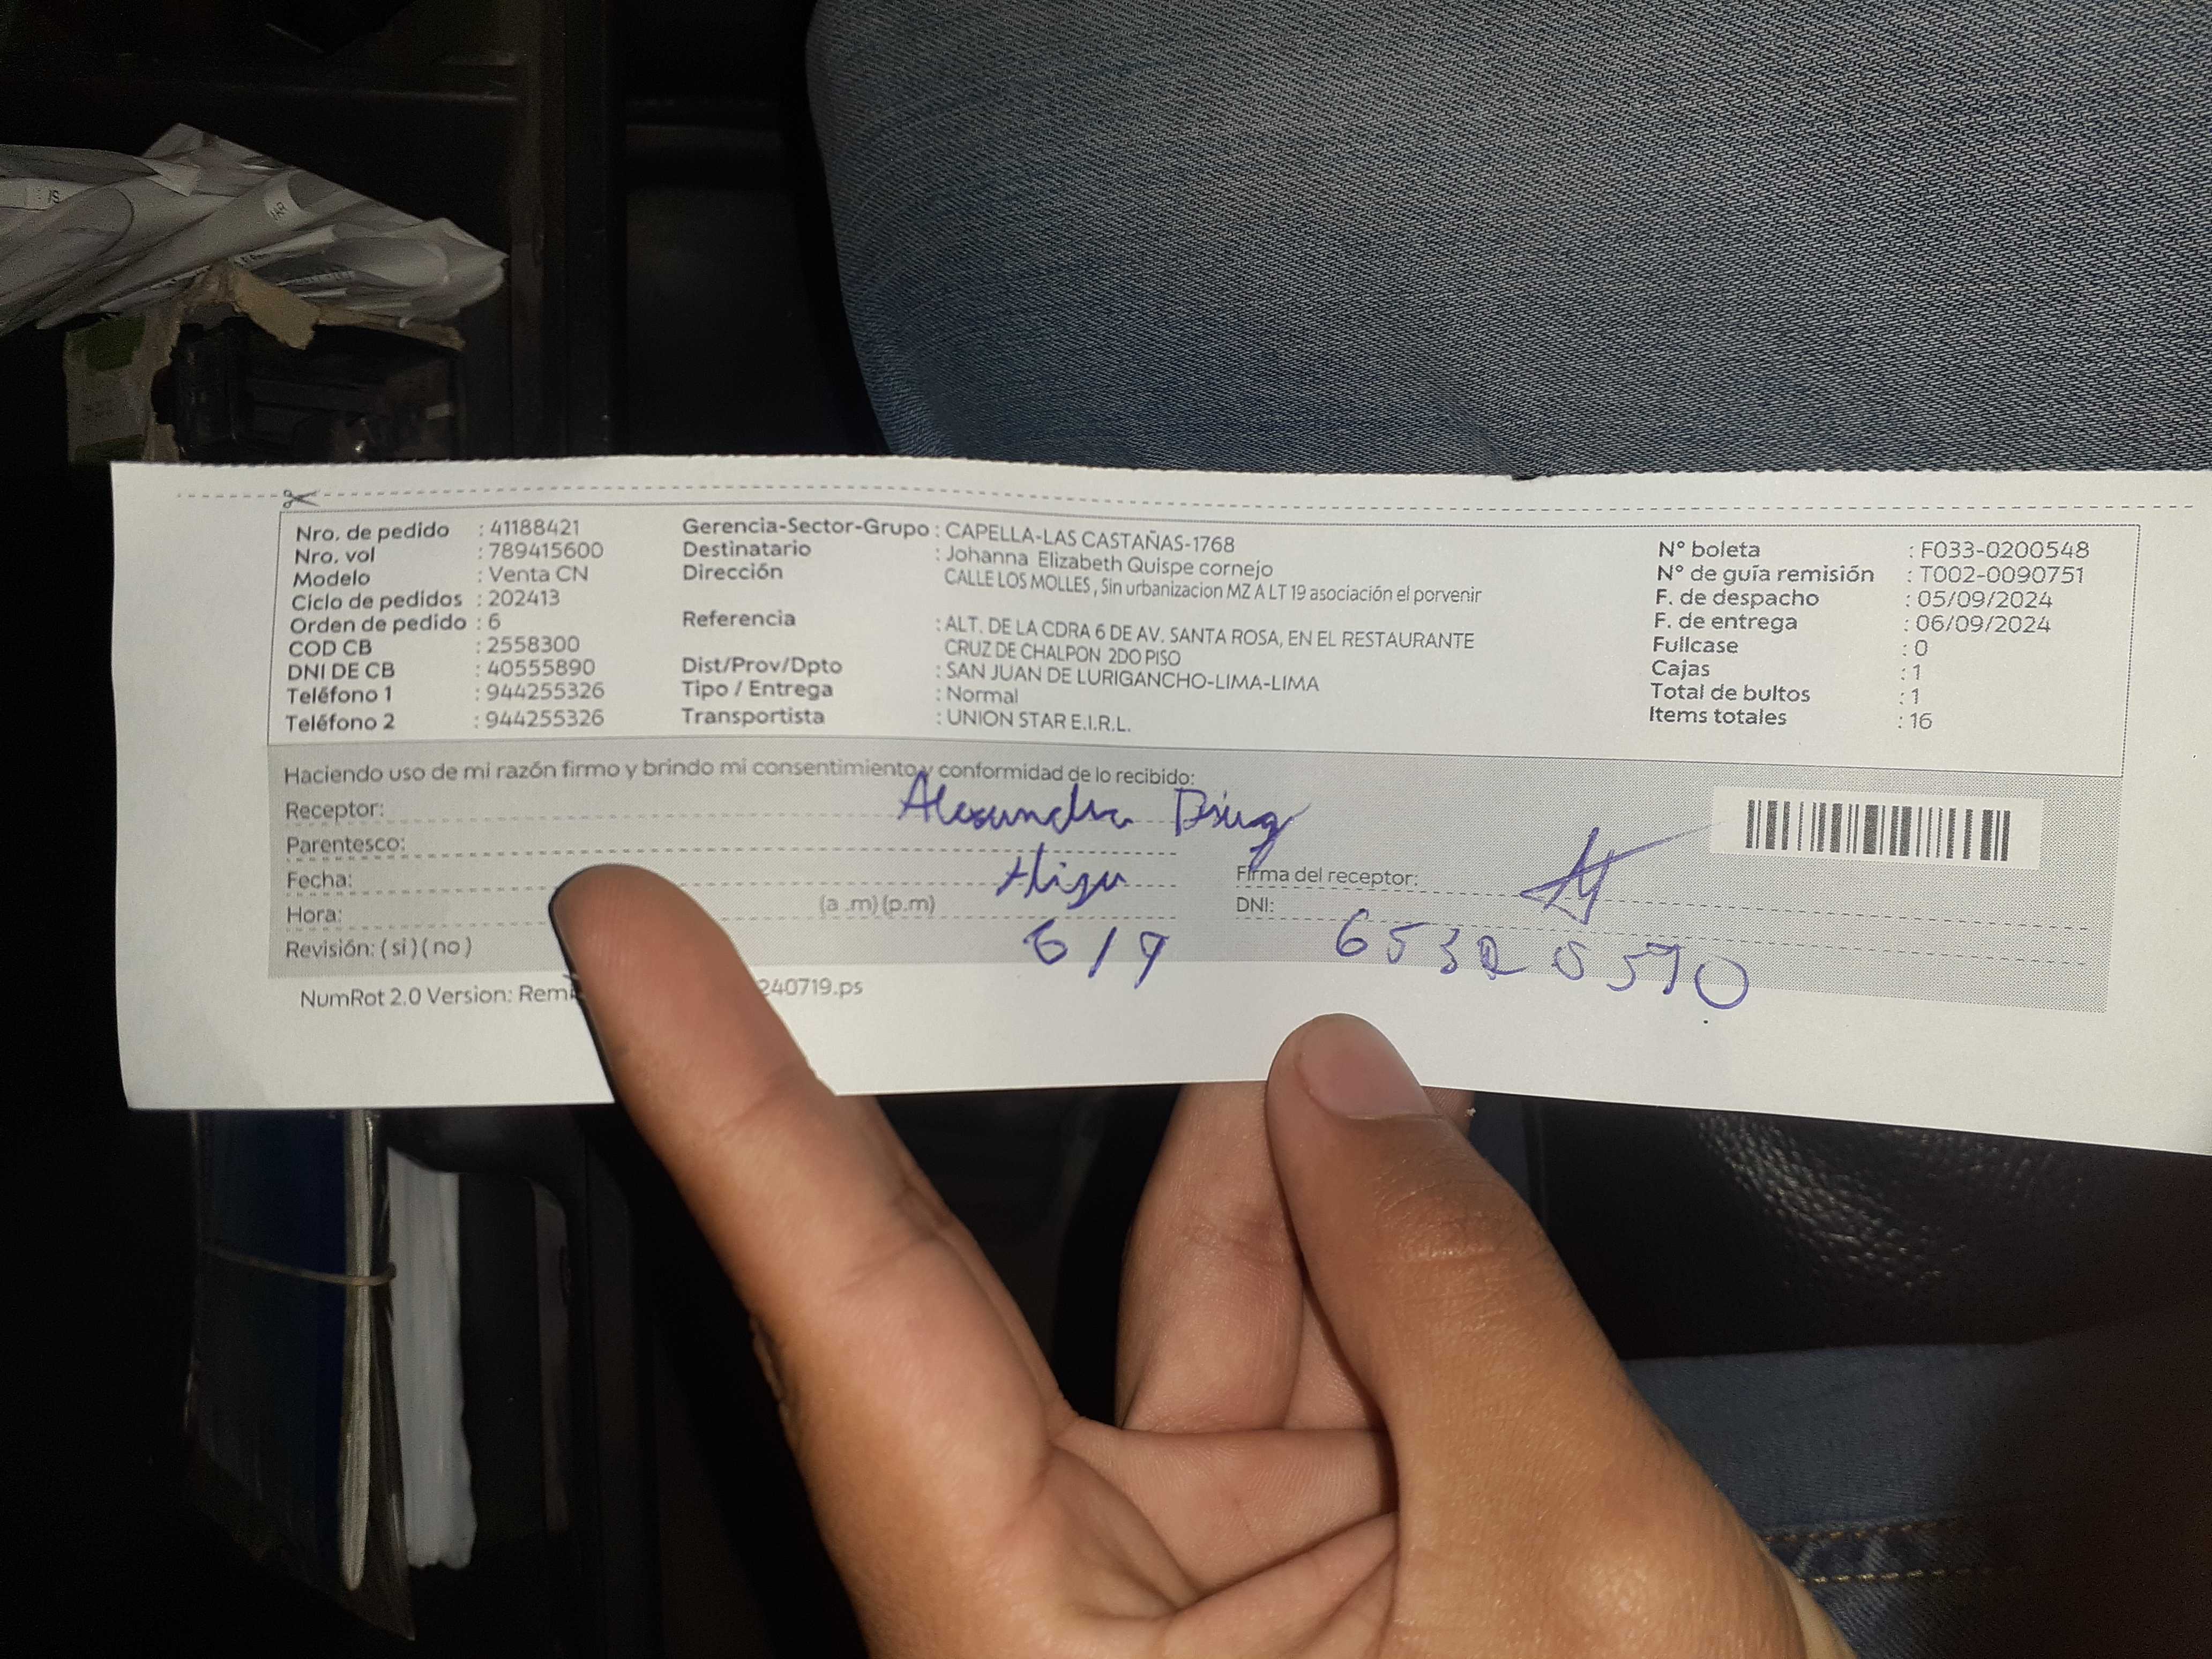 Nro. de pedido : 41188421
Nro. vol : 789415600
Modelo : Venta CN
Ciclo de pedidos : 202413
Orden de pedido : 6
COD CB : 2558300
DNI DE CB : 40555890
Teléfono 1 : 944255326
Teléfono 2 : 944255326
Gerencia-Sector-Grupo : CAPELLA-LAS CASTAÑAS-1768
Destinatario : Johanna Elizabeth Quispe cornejo
Dirección CALLE LOS MOLLES , Sin urbanizacion MZ A LT 19 asociación el porvenir
Referencia : ALT. DE LA CDRA 6 DE AV. SANTA ROSA, EN EL RESTAURANTE
CRUZ DE CHALPON 2DO PISO
Dist/Prov/Dpto : SAN JUAN DE LURIGANCHO-LIMA-LIMA
Tipo / Entrega : Normal
Transportista : UNION STAR E.I.R.L.
N° boleta : F033-0200548
N° de guía remisión : T002-0090751
F. de despacho : 05/09/2024
F. de entrega : 06/09/2024
Fullcase : 0
Cajas : 1
Total de bultos : 1
Items totales : 16
Haciendo uso de mi razón firmo y brindo mi consentimiento y conformidad de lo recibido:
Receptor: Alexandra
Parentesco:
Fecha: Hija
Hora: (a .m) (p.m)
Revisión: ( si ) ( no ) 6 / 9
Firma del receptor:
DNI:
NumRot 2.0 Version: Rem 240719.ps